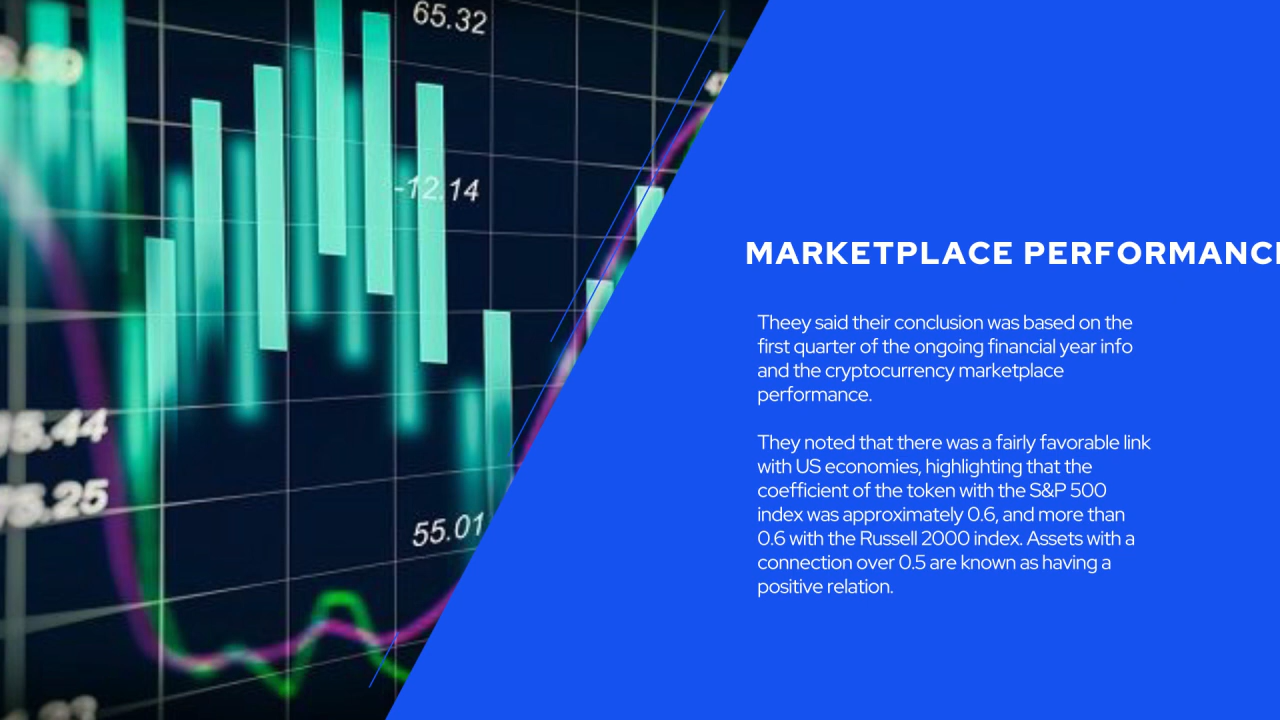 65.32
-12.14
55.01
MARKETPLACE PERFORMANC
Theey said their conclusion was based on the
first quarter of the ongoing financial year info
and the cryptocurrency marketplace
performance.
They noted that there was a fairly favorable link
with US economies, highlighting that the
coefficient of the token with the S&P 500
index was approximately 0.6, and more than
0.6 with the Russell 2000 index. Assets with a
connection over 0.5 are known as having a
positive relation.